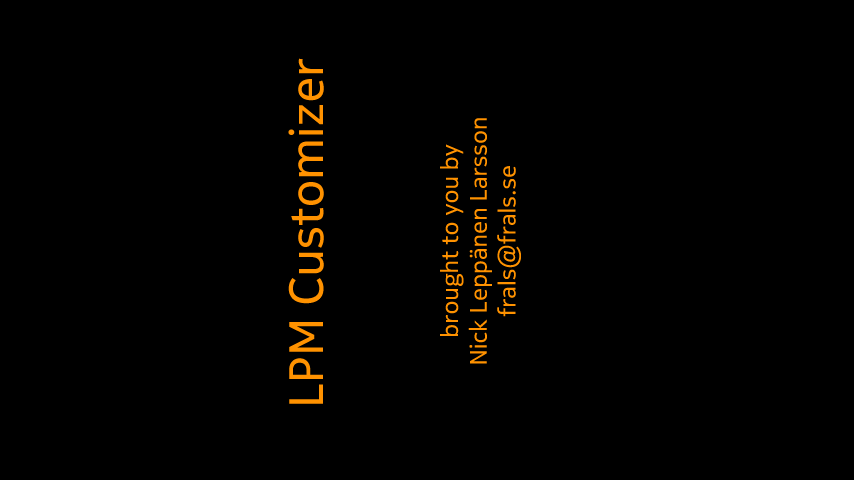 LPM Customizer
brought to you by
Nick Leppänen Larsson
frals@frals.se